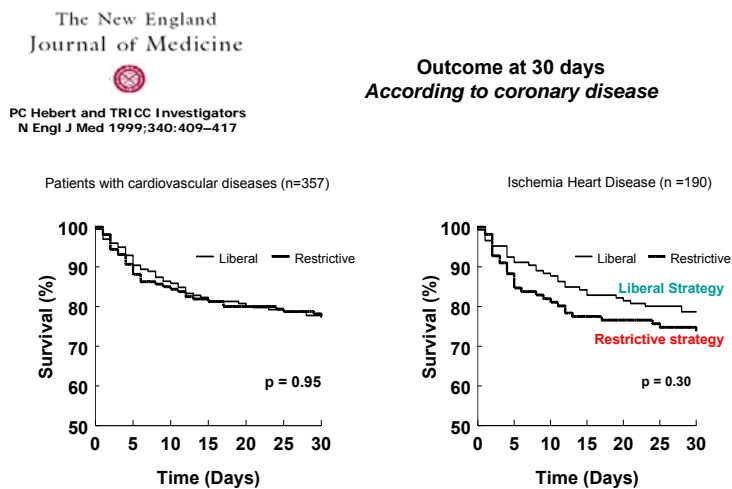 The New England
Journal of Medicine
PC Hebert and TRICC Investigators
N Engl J Med 1999;340:409–417
Outcome at 30 days
According to coronary disease
Patients with cardiovascular diseases (n=357)
100
90
80
70
60
50
Survival (%)
Liberal Restrictive
p = 0.95
0 5 10 15 20 25 30
Time (Days)
Ischemia Heart Disease (n =190)
100
90
80
70
60
50
Survival (%)
Liberal Restrictive
Liberal Strategy
Restrictive strategy
p = 0.30
0 5 10 15 20 25 30
Time (Days)